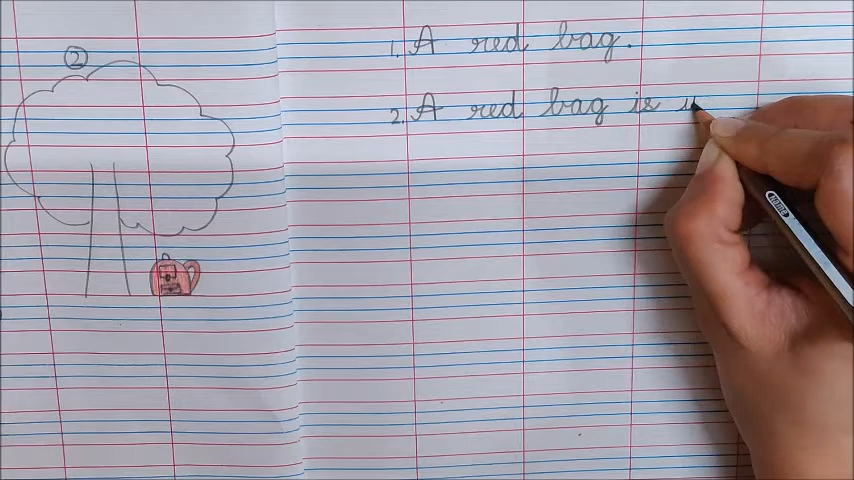 ②
1. A red bag.
2. A red bag is